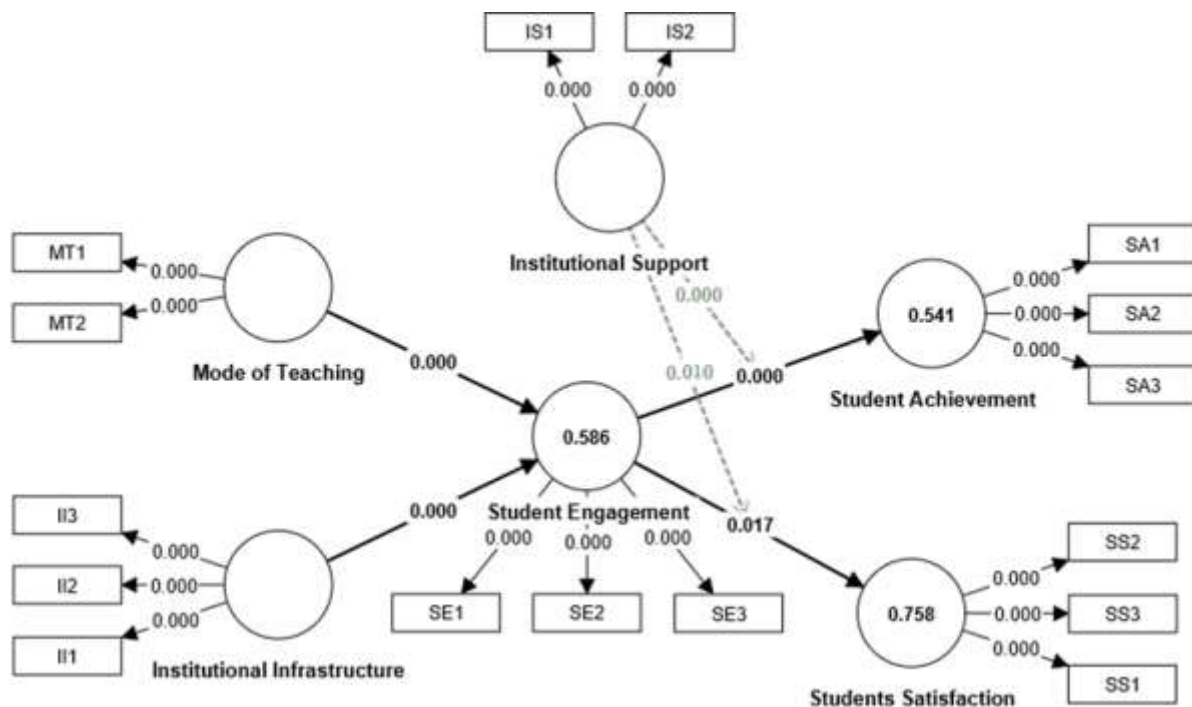 IS1 IS2
0.000 0.000
Institutional Support
MT1
0.000
0.000
MT2
Mode of Teaching
0.000
0.000
0.010
0.000
SA1
0.000
0.541
0.000
SA2
0.000
SA3
Student Achievement
0.586
Student Engagement
0.000
II3
0.000
II2
0.000
0.000
II1
Institutional Infrastructure
0.000 0.000 0.000
SE1 SE2 SE3
0.017
SS2
0.000
0.758
0.000
SS3
0.000
SS1
Students Satisfaction